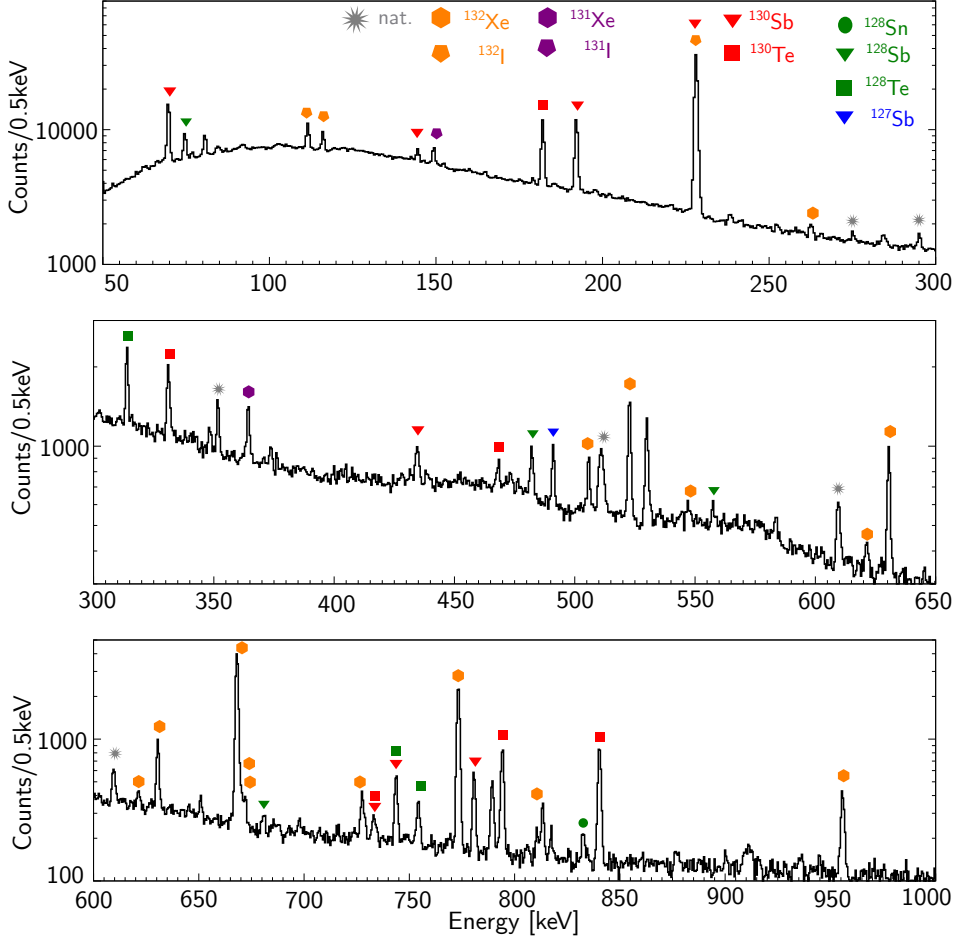 nat. ¹³²Xe ¹³¹Xe ¹³⁰Sb ¹²⁸Sn
¹³²I ¹³¹I ¹³⁰Te ¹²⁸Sb
¹²⁸Te
¹²⁷Sb
Counts/0.5keV
10000
1000
50 100 150 200 250 300
Counts/0.5keV
1000
300 350 400 450 500 550 600 650
Counts/0.5keV
1000
100
600 650 700 750 800 850 900 950 1000
Energy [keV]